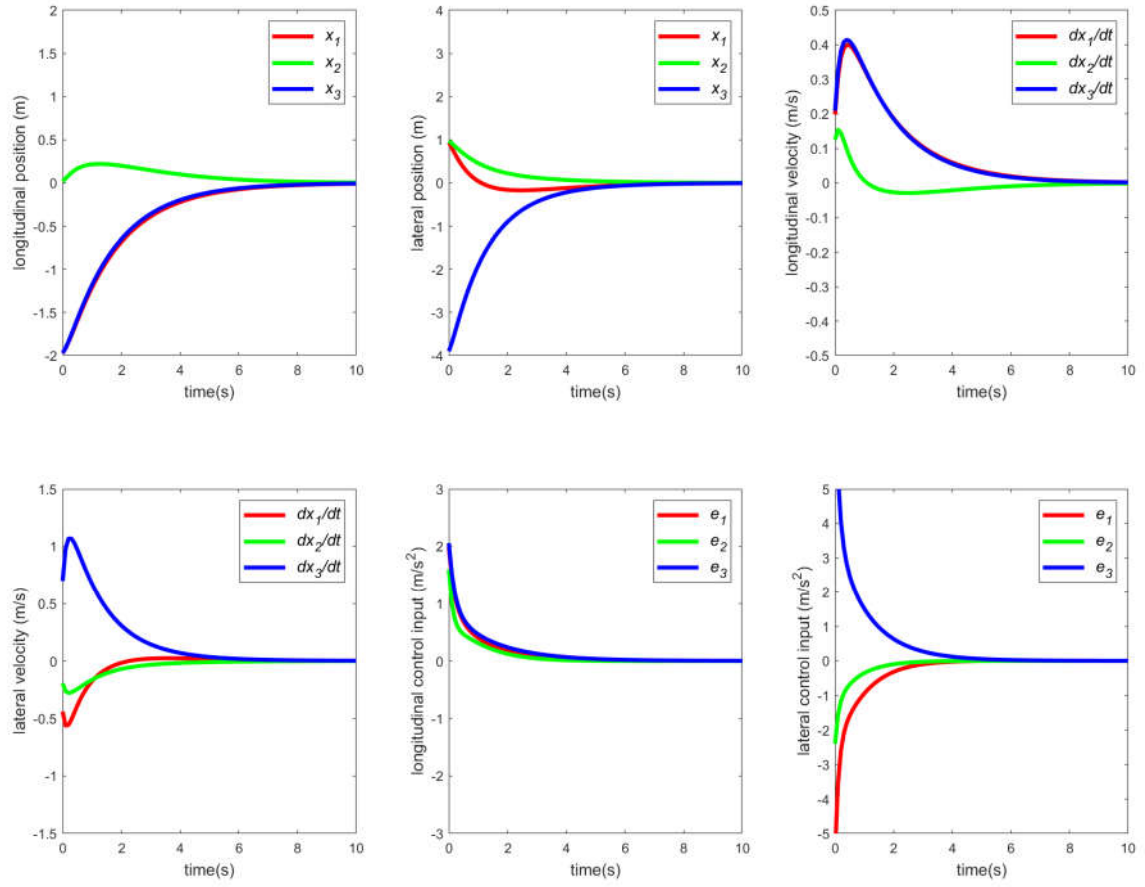 longitudinal position (m)
2
1.5
1
0.5
0
-0.5
-1
-1.5
-2
0 2 4 6 8 10
time(s)
x1
x2
x3
lateral position (m)
4
3
2
1
0
-1
-2
-3
-4
0 2 4 6 8 10
time(s)
x1
x2
x3
longitudinal velocity (m/s)
0.5
0.4
0.3
0.2
0.1
0
-0.1
0.2
0.3
-0.4
-0.5
0 2 4 6 8 10
time(s)
dx1/dt
dx2/dt
dx3/dt
lateral velocity (m/s)
1.5
1
0.5
0
-0.5
-1
-1.5
0 2 4 6 8 10
time(s)
dx1/dt
dx2/dt
dx3/dt
longitudinal control input (m/s²)
3
2
1
0
-1
-2
-3
0 2 4 6 8 10
time(s)
e1
e2
e3
lateral control input (m/s²)
5
4
3
2
1
0
-1
-2
-3
-4
-5
0 2 4 6 8 10
time(s)
e1
e2
e3